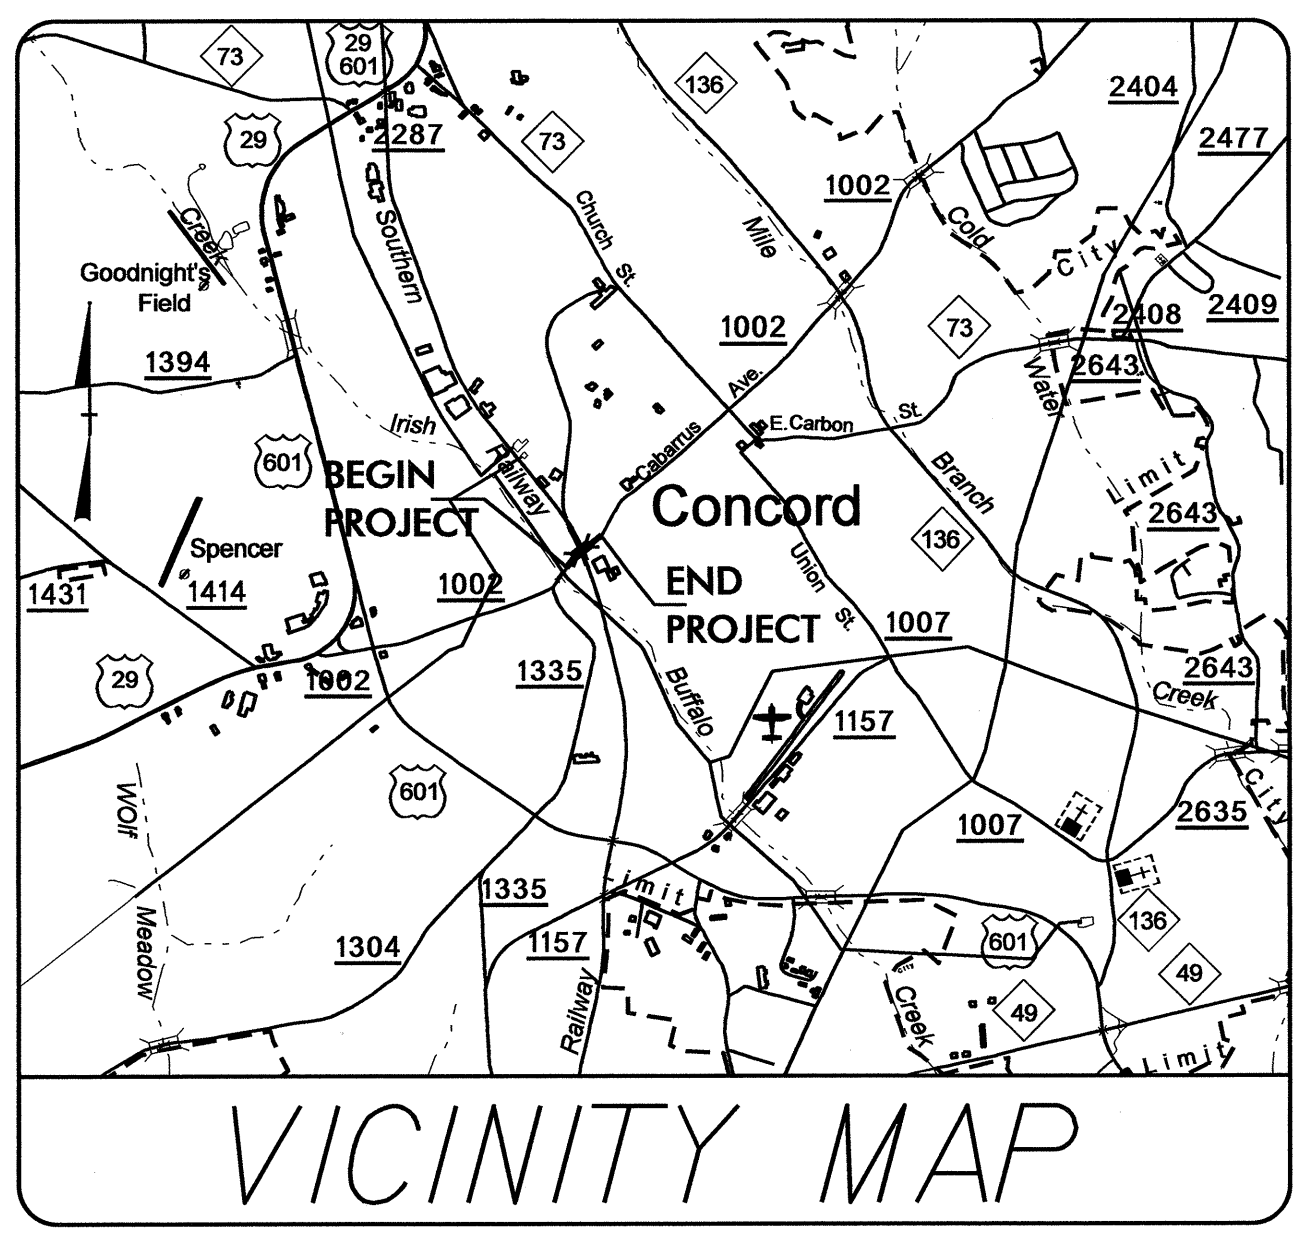 29
601
73
136
2404
29
2287
73
2477
1002
Church
St.
Creek
Southern
Mile
Cold
City
Goodnight's
Field
1002
73
2408
2409
1394
2643
Water
Ave.
Irish
E. Carbon
St.
Cabarrus
601
Railway
BEGIN
PROJECT
Concord
Branch
Limit
2643
136
Spencer
1431
1414
1002
END
PROJECT
Union
St.
1007
29
1002
1335
Buffalo
2643
Creek
1157
601
Wolf
City
2635
1007
1335
Limit
Meadow
1304
1157
Railway
601
136
City
49
49
Creek
Limit
VICINITY MAP